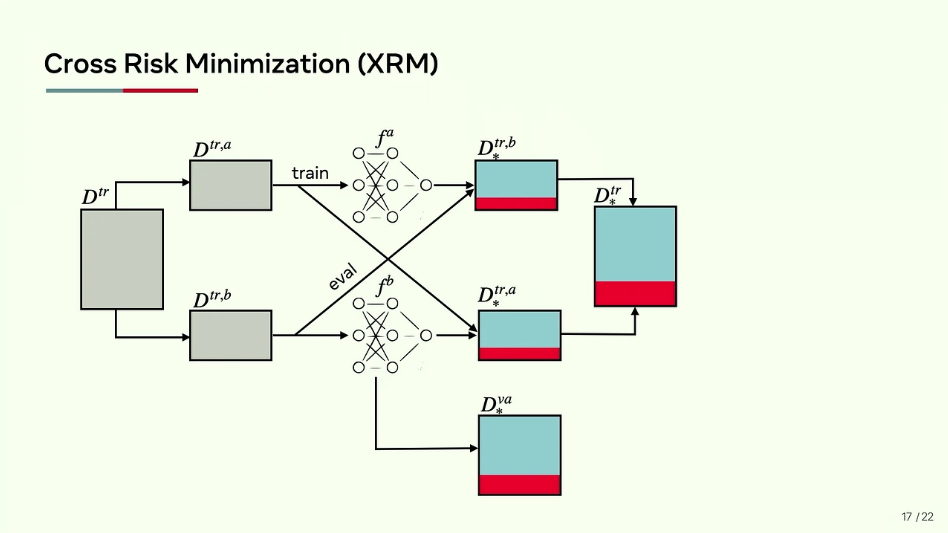 Cross Risk Minimization (XRM)
D^{tr}
D^{tr,a}
train
f^a
D_*^{tr,b}
D_*^{tr}
D^{tr,b}
eval
f^b
D_*^{tr,a}
D_*^{va}
17 / 22